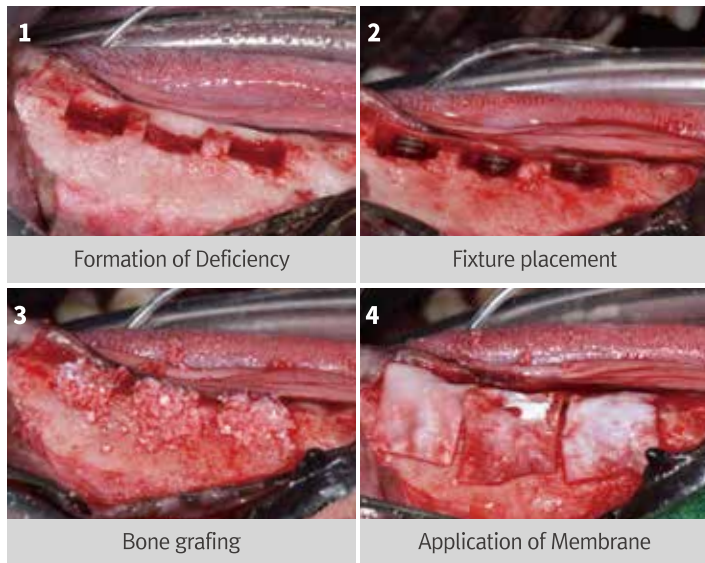 1
2
Formation of Deficiency
Fixture placement
3
4
Bone grafing
Application of Membrane